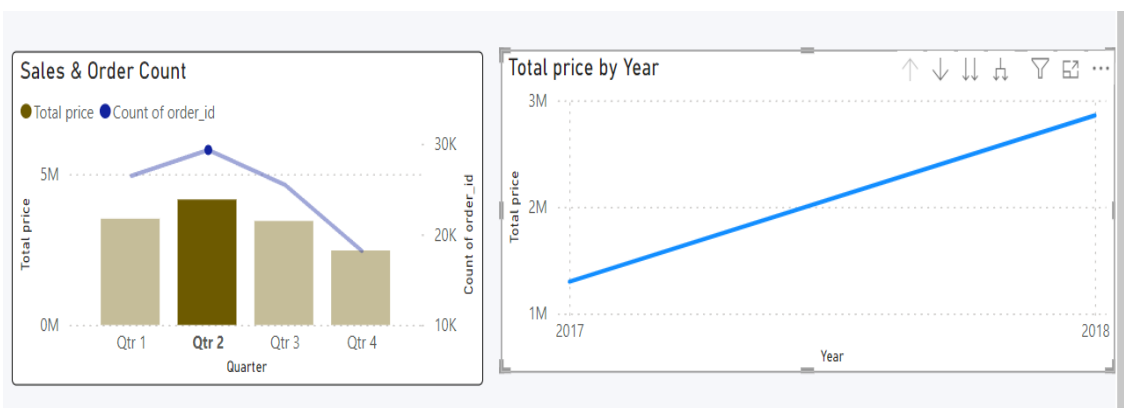 Sales & Order Count
Total price Count of order_id
30K
5M
20K
0M
10K
Total price
Count of order_id
Qtr 1 Qtr 2 Qtr 3 Qtr 4
Quarter
Total price by Year
3M
2M
1M
Total price
2017 2018
Year